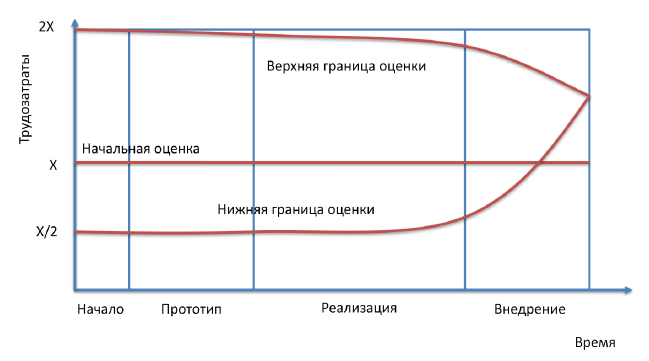 2X
Трудозатраты
Верхняя граница оценки
Начальная оценка
X
Нижняя граница оценки
X/2
Начало
Прототип
Реализация
Внедрение
Время